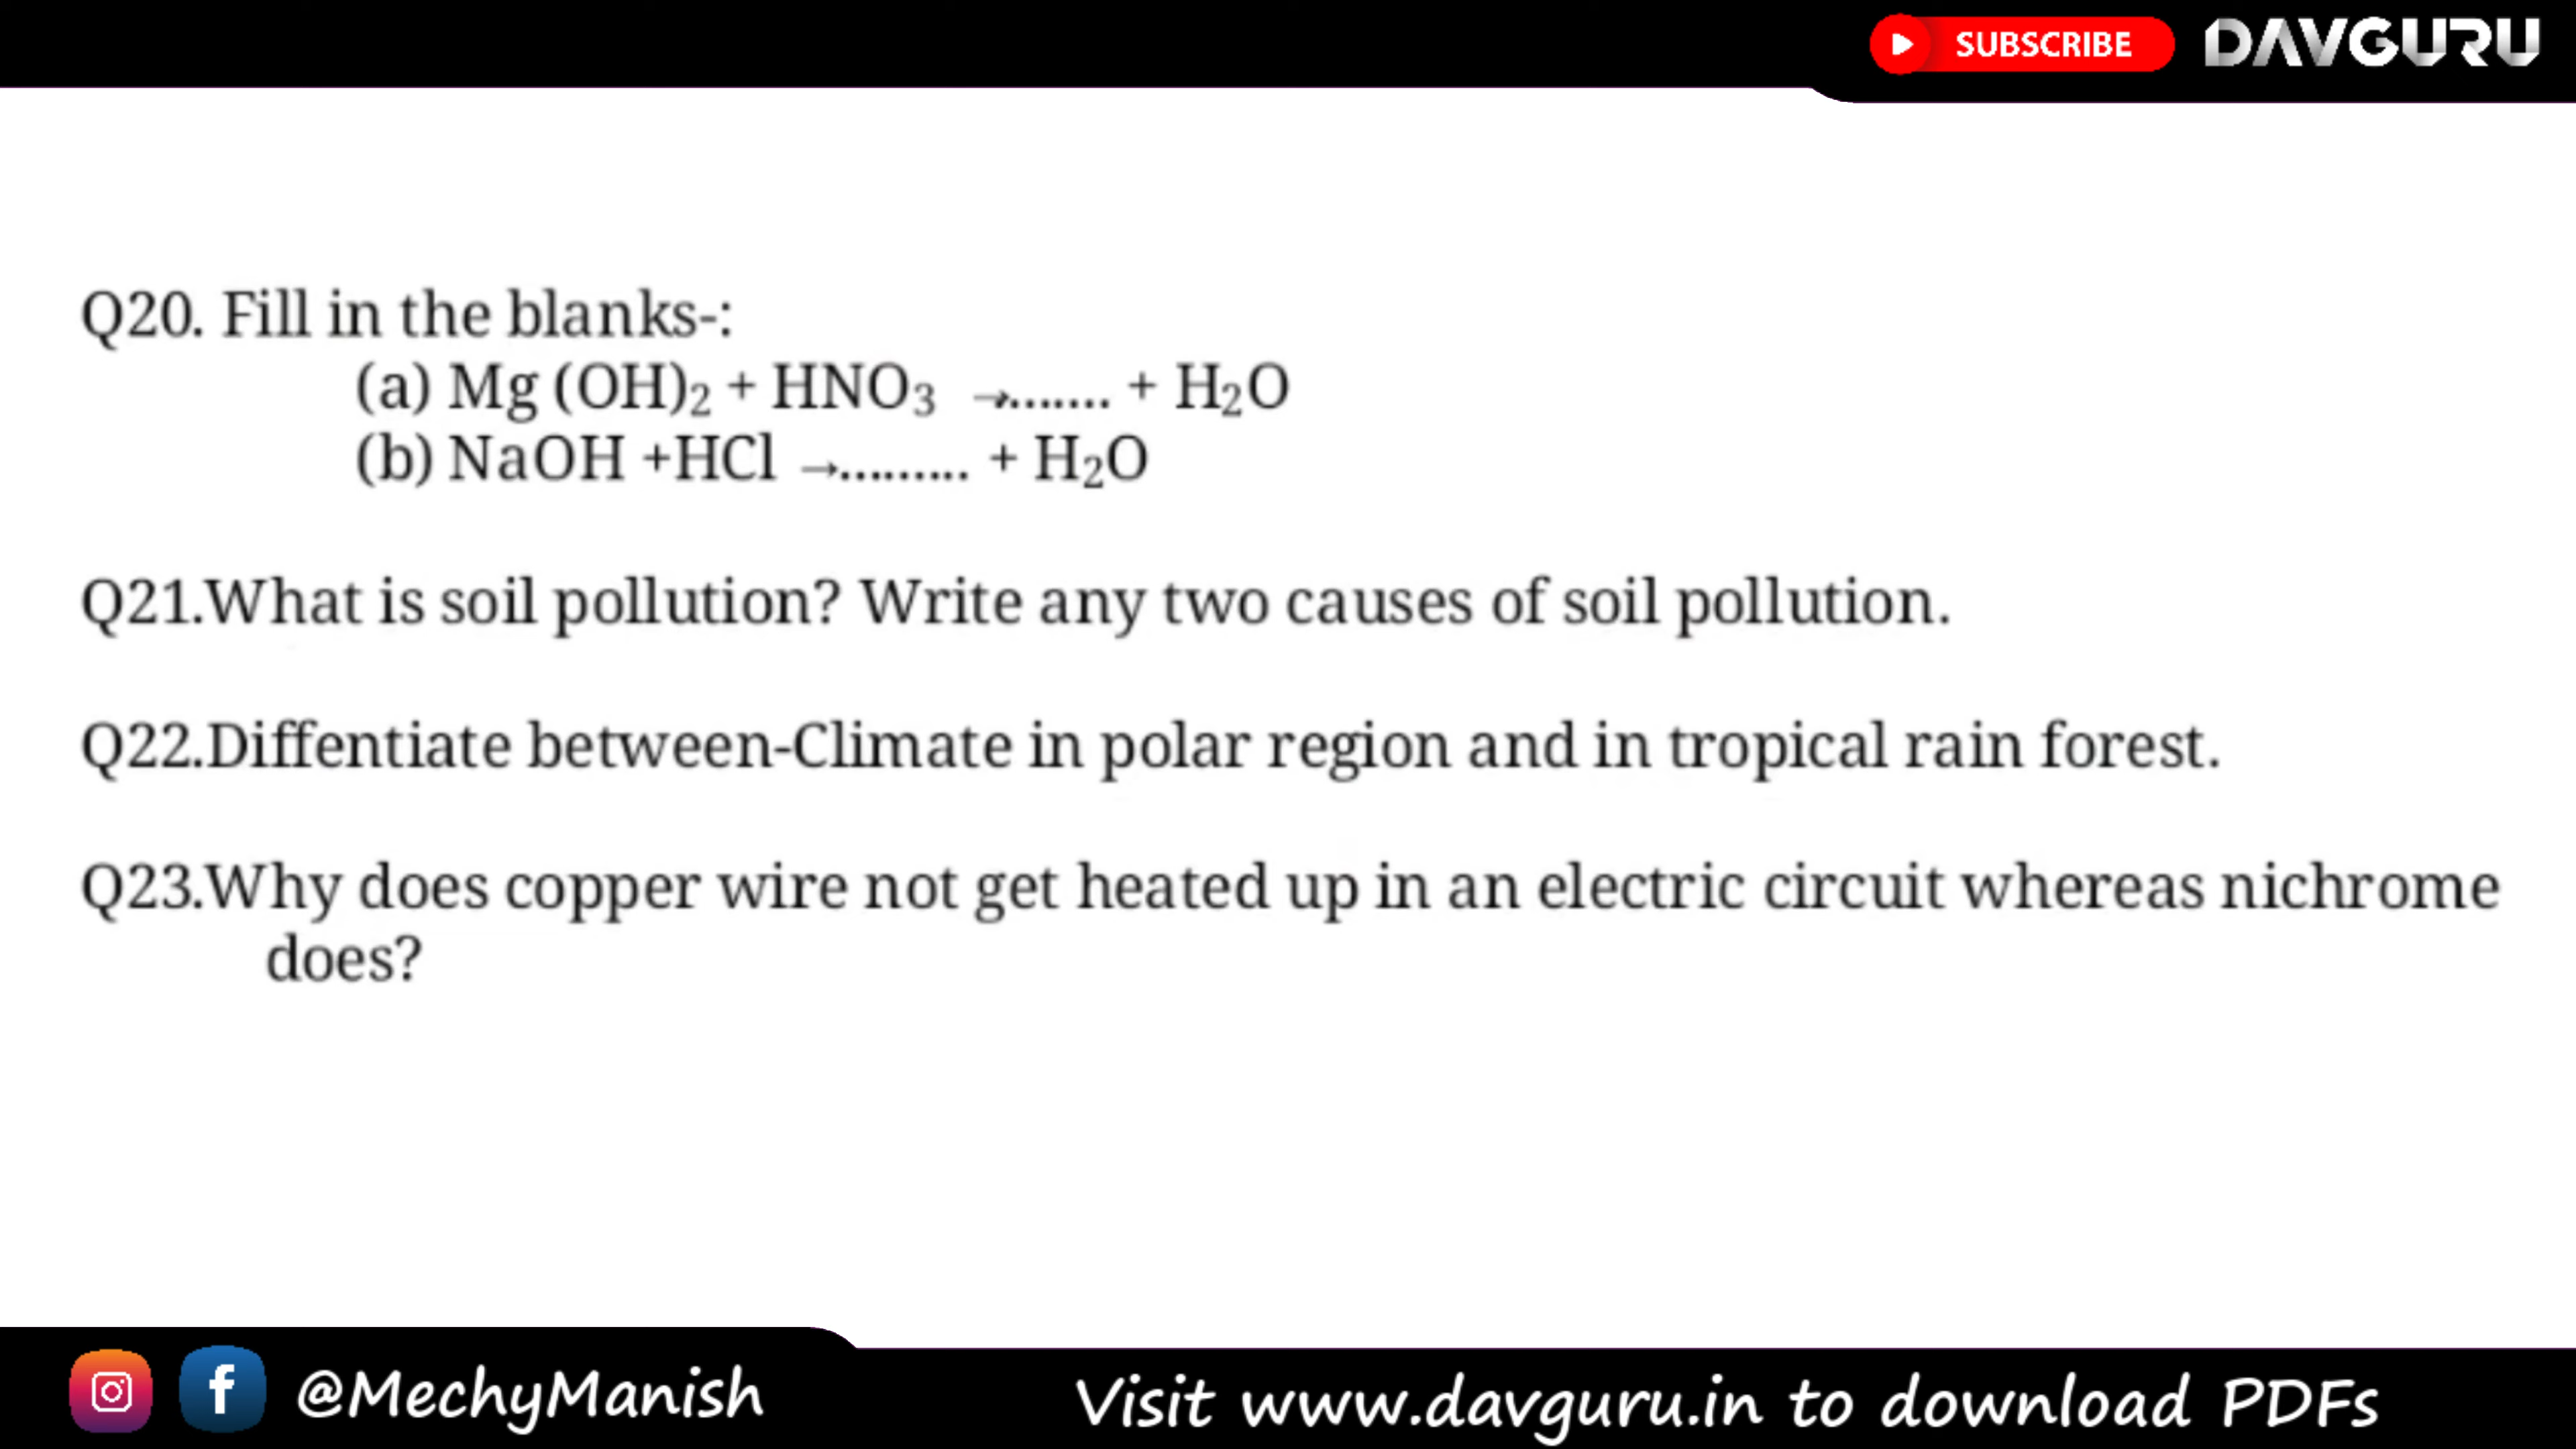 SUBSCRIBE DAVGURU
Q20. Fill in the blanks-:
(a) Mg (OH)₂ + HNO₃ →....... + H₂O
(b) NaOH +HCl →......... + H₂O
Q21.What is soil pollution? Write any two causes of soil pollution.
Q22.Diffentiate between-Climate in polar region and in tropical rain forest.
Q23.Why does copper wire not get heated up in an electric circuit whereas nichrome
does?
@MechyManish Visit www.davguru.in to download PDFs